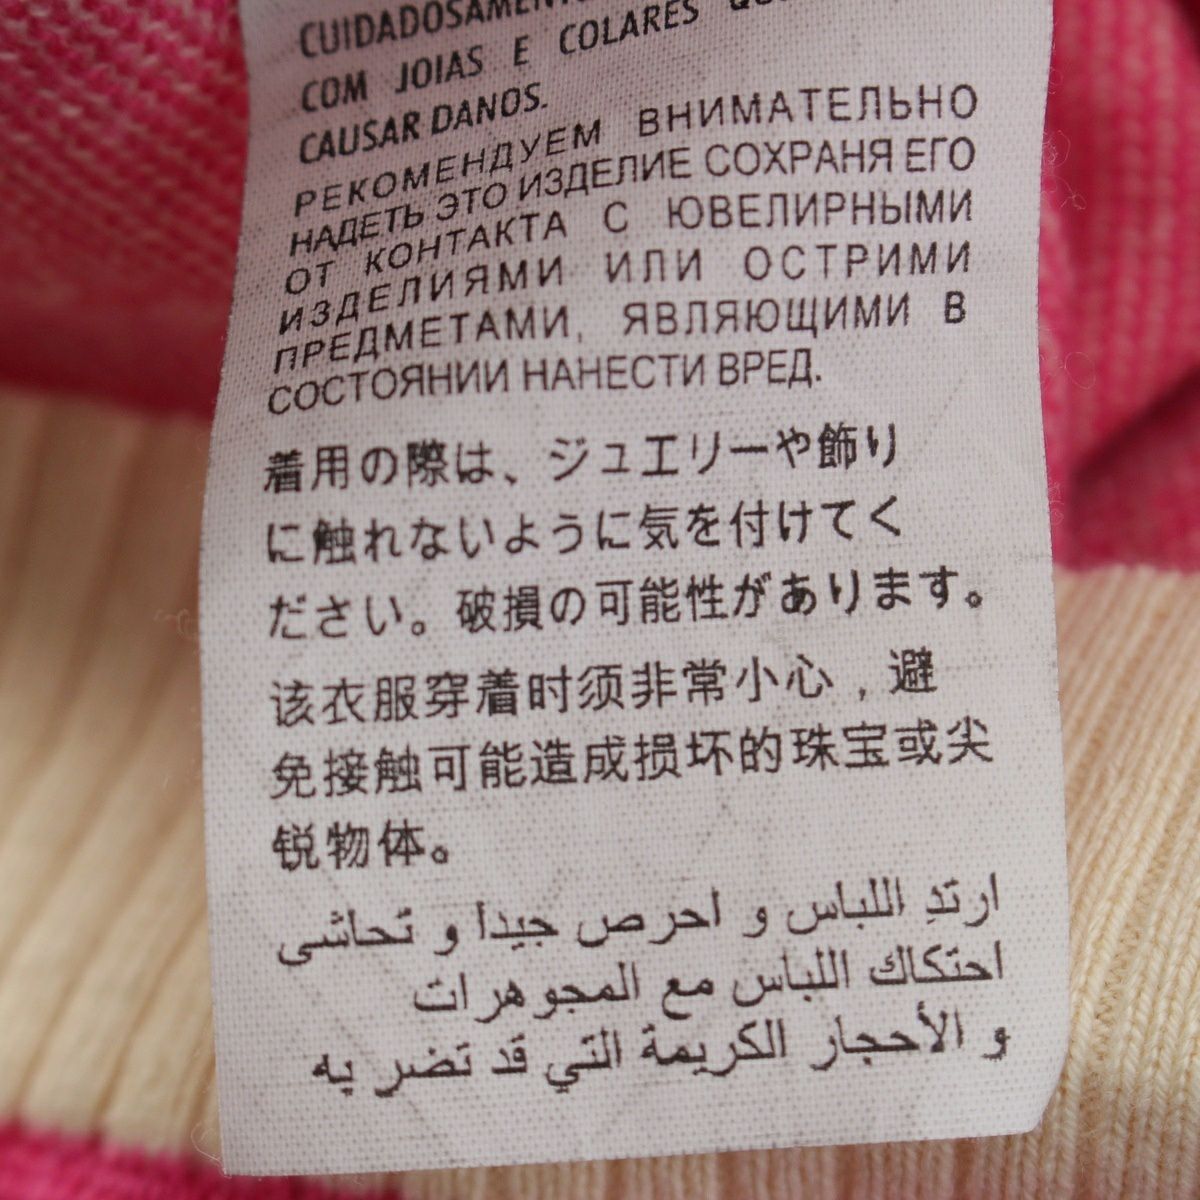 CUIDADOSAMENT
COM JOIAS E COLARES
CAUSAR DANOS.
РЕКОМЕНДУЕМ ВНИМАТЕЛЬНО
НАДЕТЬ ЭТО ИЗДЕЛИЕ СОХРАНЯ ЕГО
ОТ КОНТАКТА С ЮВЕЛИРНЫМИ
ИЗДЕЛИЯМИ ИЛИ ОСТРИМИ
ПРЕДМЕТАМИ, ЯВЛЯЮЩИМИ В
СОСТОЯНИИ НАНЕСТИ ВРЕД.
着用の際は、ジュエリーや飾り
に触れないように気を付けてく
ださい。破損の可能性があります。
该衣服穿着时须非常小心，避
免接触可能造成损坏的珠宝或尖
锐物体。
ارتدِ اللباس و احرص جيدا و تحاشى
احتكاك اللباس مع المجوهرات
و الأحجار الكريمة التي قد تضر به